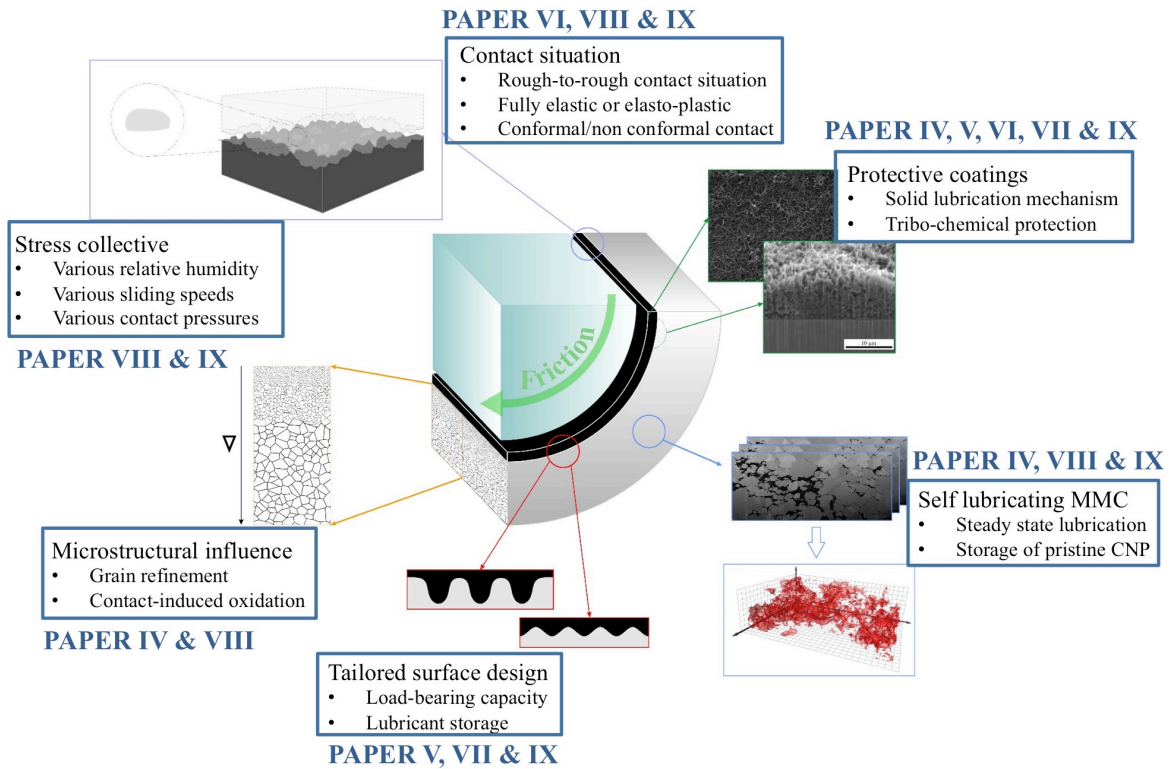 PAPER VI, VIII & IX
Contact situation
• Rough-to-rough contact situation
• Fully elastic or elasto-plastic
• Conformal/non conformal contact
PAPER IV, V, VI, VII & IX
Protective coatings
• Solid lubrication mechanism
• Tribo-chemical protection
10 µm
Stress collective
• Various relative humidity
• Various sliding speeds
• Various contact pressures
PAPER VIII & IX
Friction
∇
PAPER IV, VIII & IX
Self lubricating MMC
• Steady state lubrication
• Storage of pristine CNP
Microstructural influence
• Grain refinement
• Contact-induced oxidation
PAPER IV & VIII
Tailored surface design
• Load-bearing capacity
• Lubricant storage
PAPER V, VII & IX